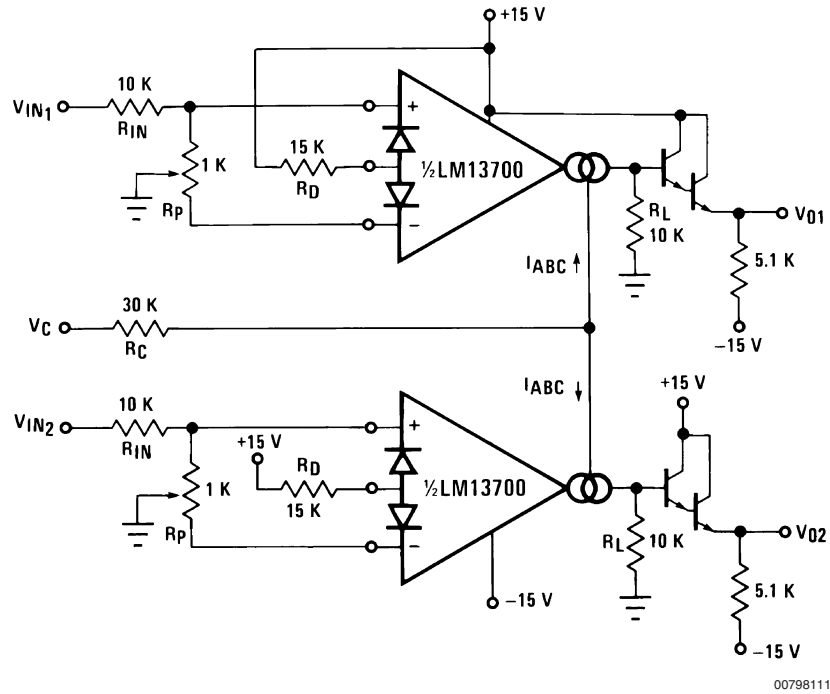 +15 V
10 K
VIN1
RIN
+
1 K
15 K
RD
½LM13700
RP
−
RL
10 K
VO1
5.1 K
−15 V
IABC ↑
30 K
VC
RC
IABC ↓
+15 V
10 K
VIN2
RIN
+15 V
RD
15 K
+
1 K
½LM13700
RP
−
RL
10 K
VO2
5.1 K
−15 V
−15 V
00798111